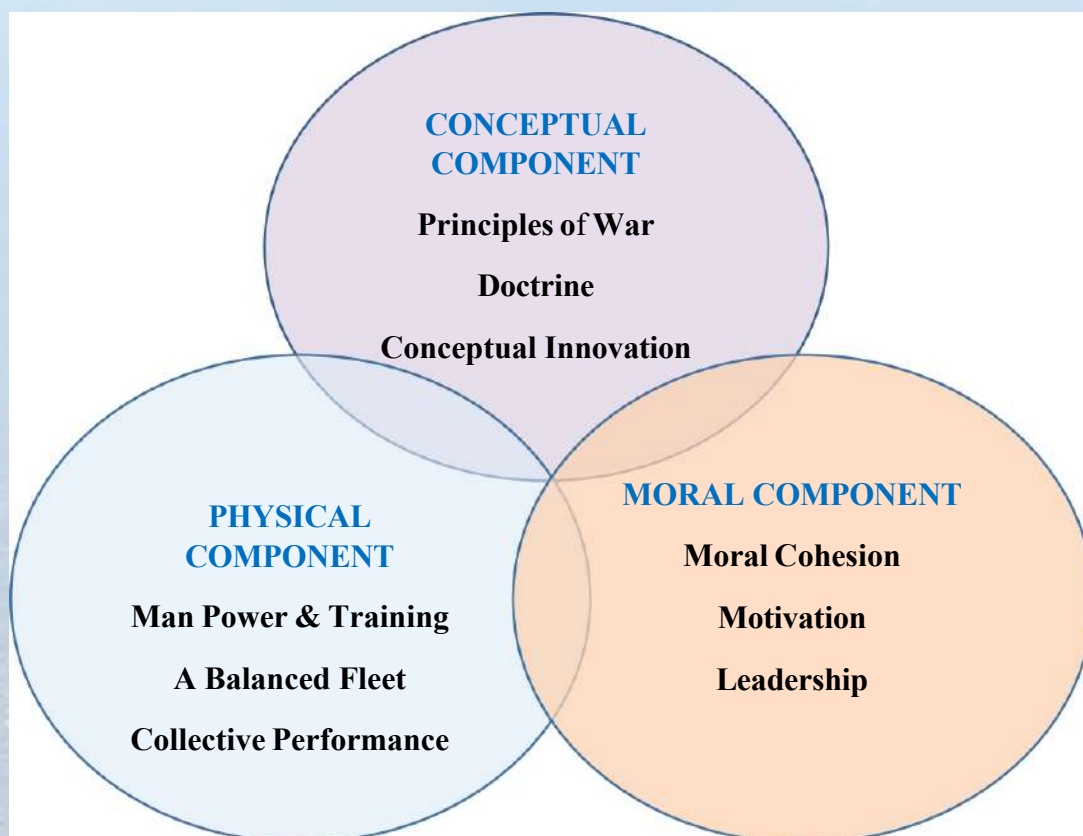 CONCEPTUAL
COMPONENT
Principles of War
Doctrine
Conceptual Innovation
PHYSICAL
COMPONENT
Man Power & Training
A Balanced Fleet
Collective Performance
MORAL COMPONENT
Moral Cohesion
Motivation
Leadership